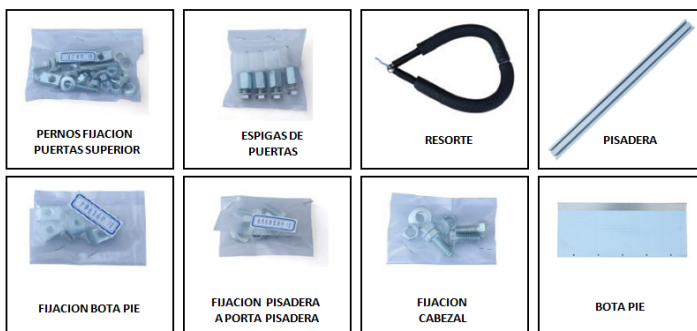 PERNOS FIJACION
PUERTAS SUPERIOR
ESPIGAS DE
PUERTAS
RESORTE
PISADERA
FIJACION BOTA PIE
FIJACION PISADERA
A PORTA PISADERA
FIJACION
CABEZAL
BOTA PIE